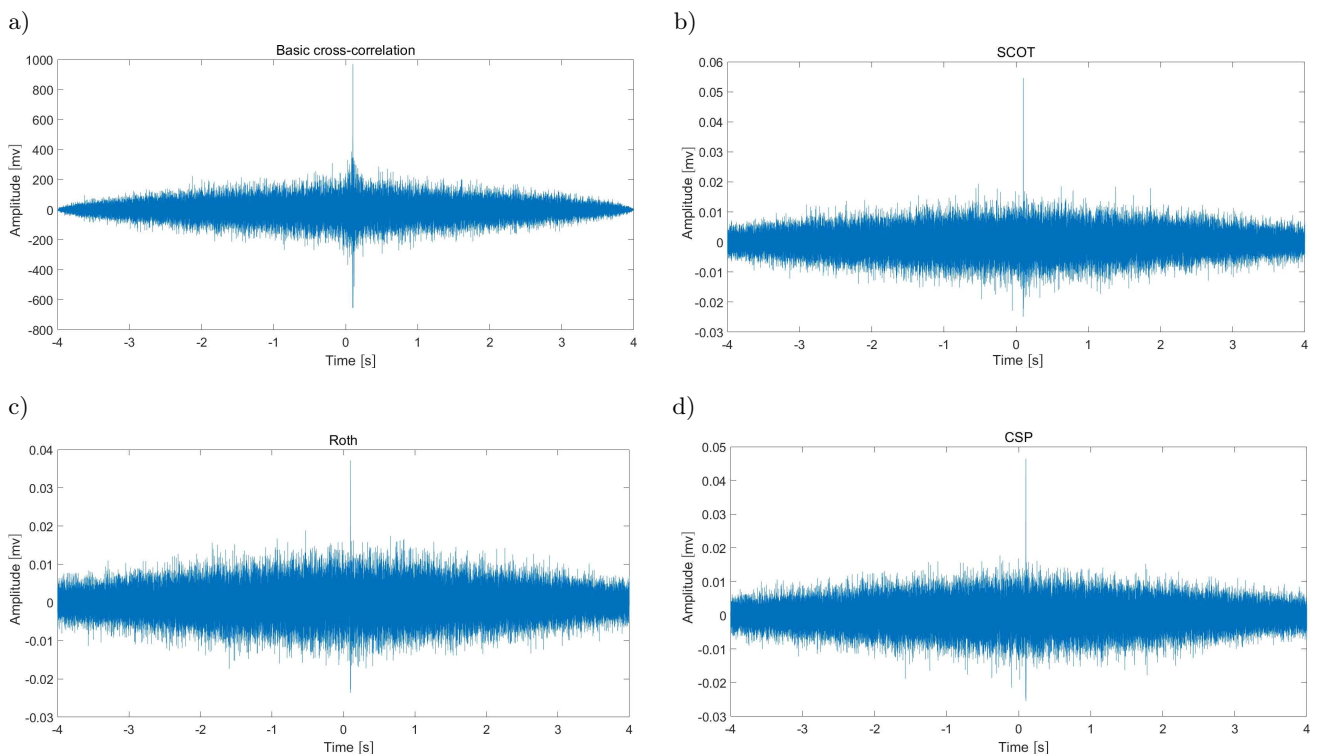 a)
Basic cross-correlation
1000
800
600
400
200
0
-200
-400
-600
-800
Amplitude [mv]
-4 -3 -2 -1 0 1 2 3 4
Time [s]
b)
SCOT
0.06
0.05
0.04
0.03
0.02
0.01
0
-0.01
-0.02
-0.03
Amplitude [mv]
-4 -3 -2 -1 0 1 2 3 4
Time [s]
c)
Roth
0.04
0.03
0.02
0.01
0
-0.01
-0.02
-0.03
Amplitude [mv]
-4 -3 -2 -1 0 1 2 3 4
Time [s]
d)
CSP
0.05
0.04
0.03
0.02
0.01
0
-0.01
-0.02
-0.03
Amplitude [mv]
-4 -3 -2 -1 0 1 2 3 4
Time [s]